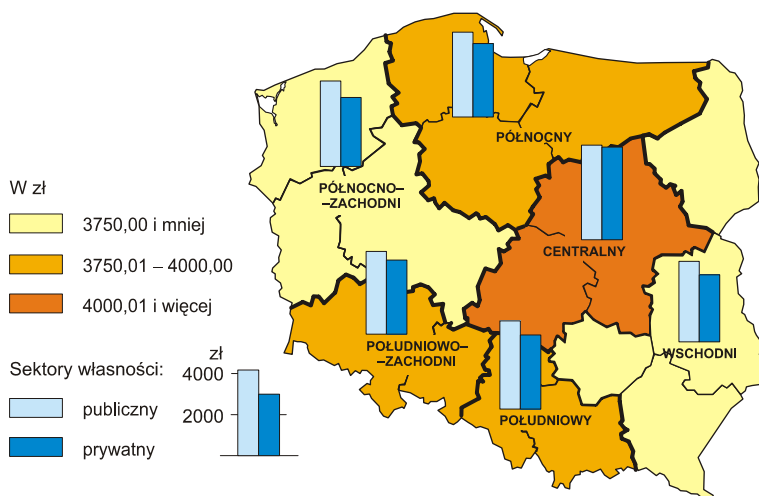 W zł
3750,00 i mniej
3750,01 – 4000,00
4000,01 i więcej
Sektory własności:
publiczny
prywatny
zł
4000
2000
PÓŁNOCNY
PÓŁNOCNO–
–ZACHODNI
CENTRALNY
POŁUDNIOWO–
–ZACHODNI
WSCHODNI
POŁUDNIOWY